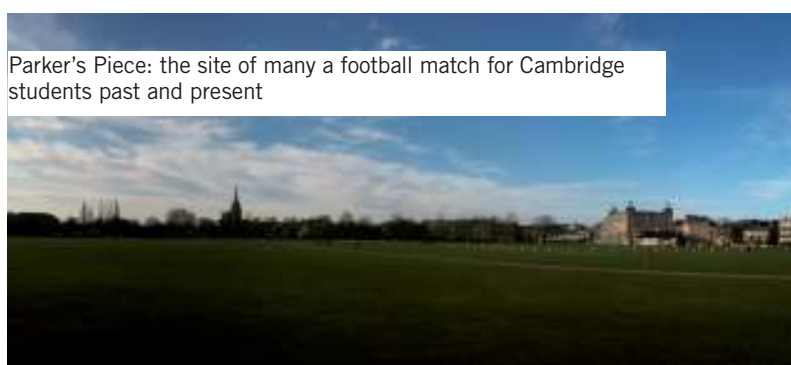 Parker’s Piece: the site of many a football match for Cambridge
students past and present